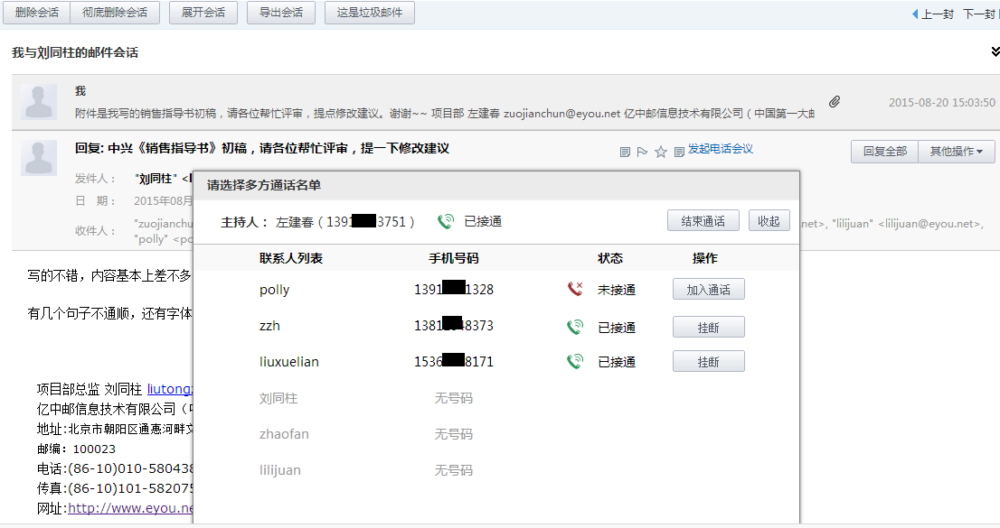 删除会话 彻底删除会话 展开会话 导出会话 这是垃圾邮件 上一封 下一封
我与刘同柱的邮件会话
我
附件是我写的销售指导书初稿，请各位帮忙评审，提点修改建议。谢谢~~ 项目部 左建春 zuojianchun@eyou.net 亿中邮信息技术有限公司（中国第一大邮 2015-08-20 15:03:50
回复: 中兴《销售指导书》初稿，请各位帮忙评审，提一下修改建议 发起电话会议 回复全部 其他操作
发件人： "刘同柱" <l
日 期： 2015年08月
收件人： "zuojianchu net>, "lilijuan" <lilijuan@eyou.net>,
"polly" <po
请选择多方通话名单
主持人： 左建春（1391 3751） 已接通 结束通话 收起
联系人列表 手机号码 状态 操作
polly 1391 1328 未接通 加入通话
zzh 1381 48373 已接通 挂断
liuxuelian 1536 8171 已接通 挂断
刘同柱 无号码
zhaofan 无号码
lilijuan 无号码
写的不错，内容基本上差不多
有几个句子不通顺，还有字体
项目部总监 刘同柱 liutongz
亿中邮信息技术有限公司（中
地址:北京市朝阳区通惠河畔文
邮编：100023
电话:(86-10)010-580438
传真:(86-10)101-582075
网址:http://www.eyou.ne